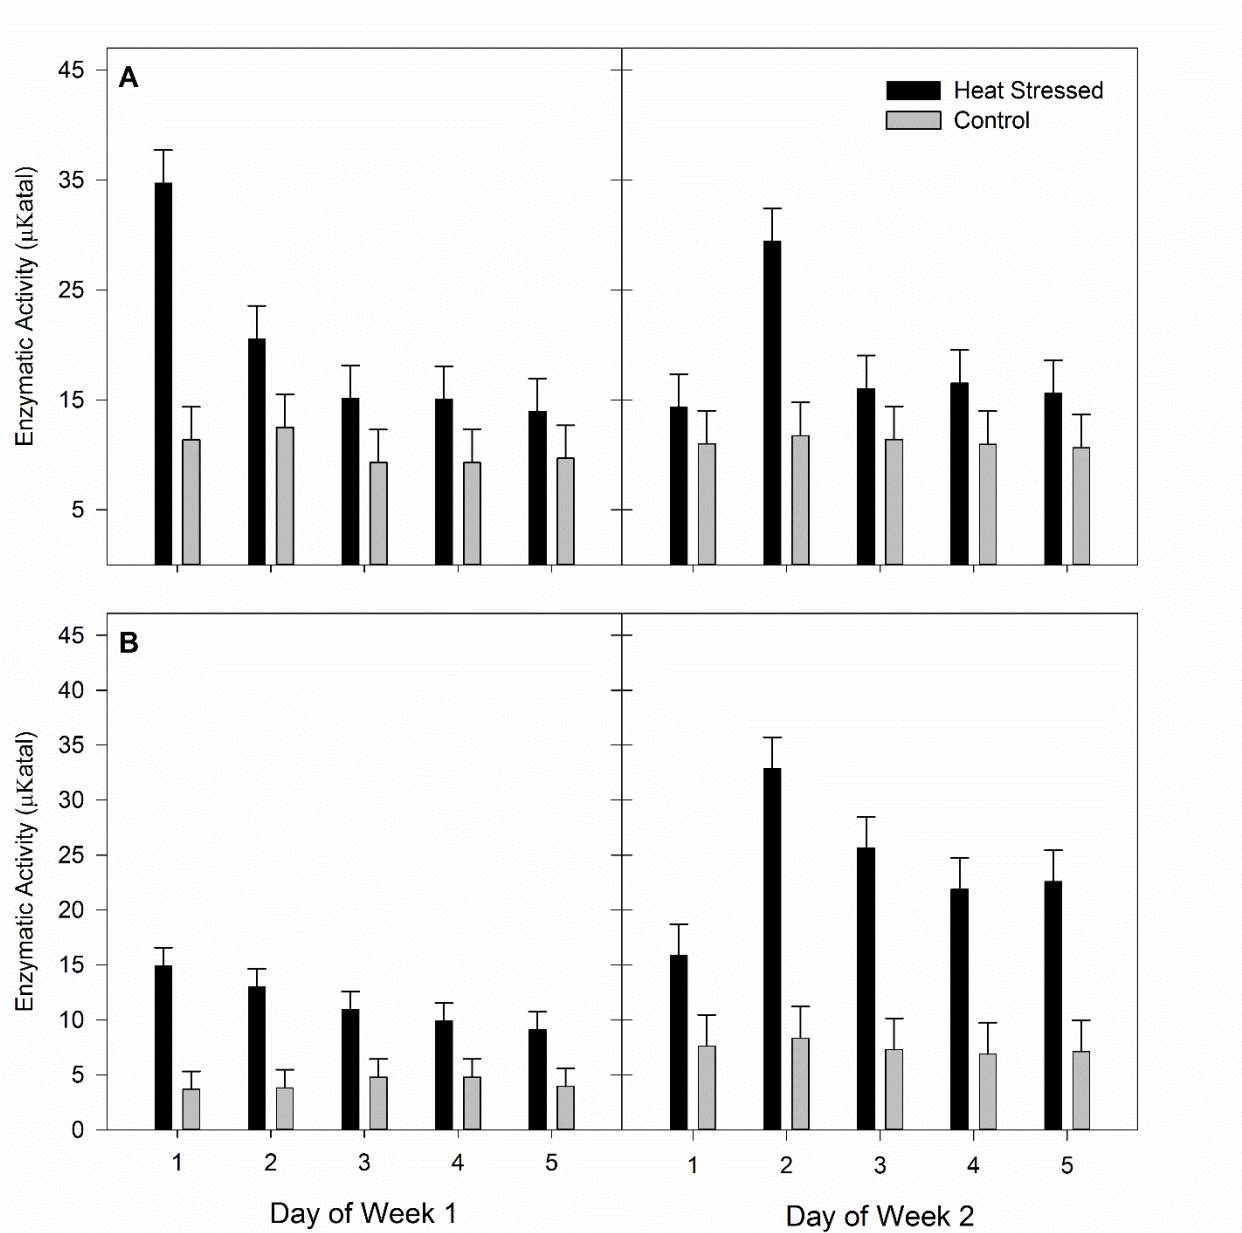 A
Heat Stressed
Control
45
35
25
15
5
Enzymatic Activity (μKatal)
B
45
40
35
30
25
20
15
10
5
0
Enzymatic Activity (μKatal)
1 2 3 4 5 1 2 3 4 5
Day of Week 1 Day of Week 2